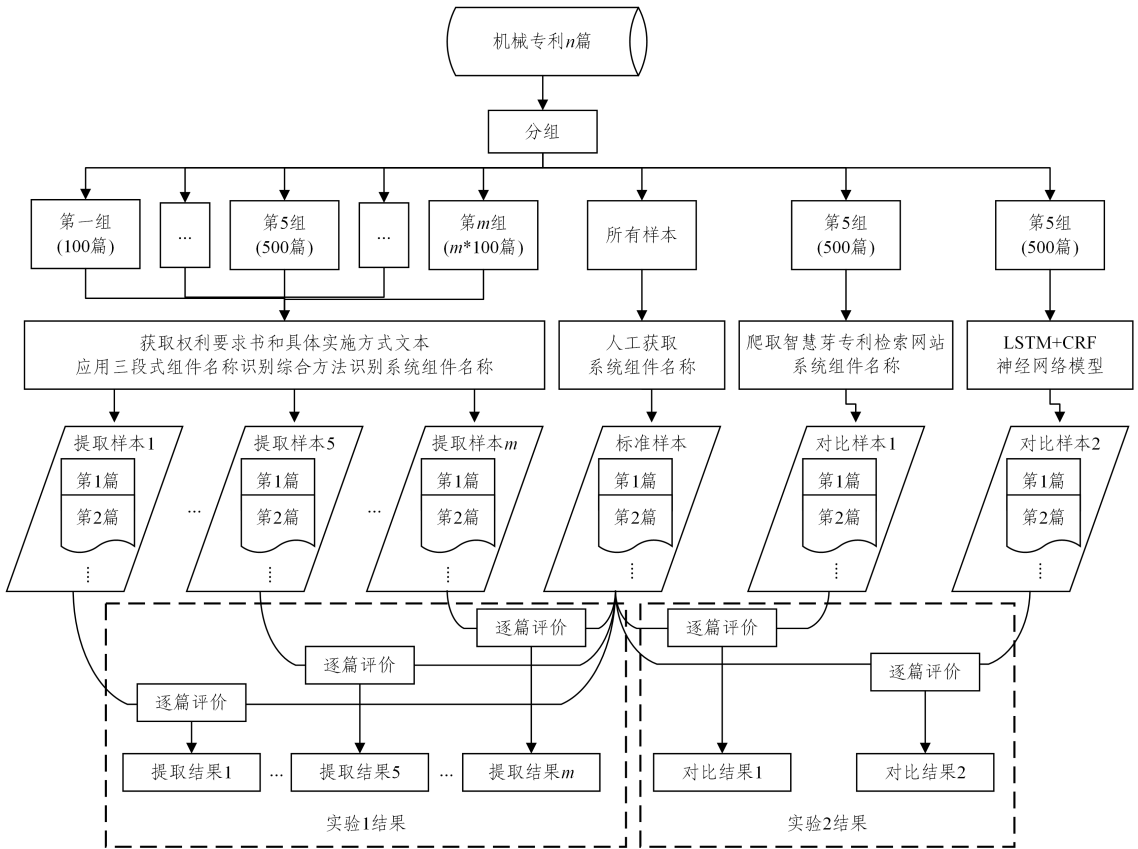 机械专利n篇
分组
第一组
(100篇)
...
第5组
(500篇)
...
第m组
(m*100篇)
所有样本
第5组
(500篇)
第5组
(500篇)
获取权利要求书和具体实施方式文本
应用三段式组件名称识别综合方法识别系统组件名称
人工获取
系统组件名称
爬取智慧芽专利检索网站
系统组件名称
LSTM+CRF
神经网络模型
提取样本1
第1篇
第2篇
...
...
提取样本5
第1篇
第2篇
...
...
提取样本m
第1篇
第2篇
...
标准样本
第1篇
第2篇
...
对比样本1
第1篇
第2篇
...
对比样本2
第1篇
第2篇
...
逐篇评价
逐篇评价
逐篇评价
逐篇评价
逐篇评价
提取结果1
...
提取结果5
...
提取结果m
对比结果1
对比结果2
实验1结果
实验2结果